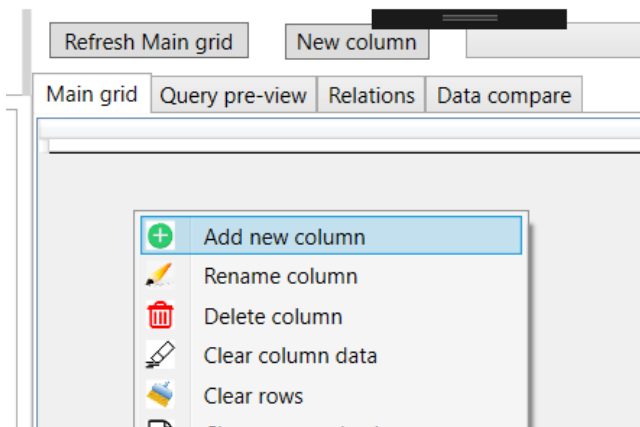 Refresh Main grid New column
Main grid Query pre-view Relations Data compare
Add new column
Rename column
Delete column
Clear column data
Clear rows